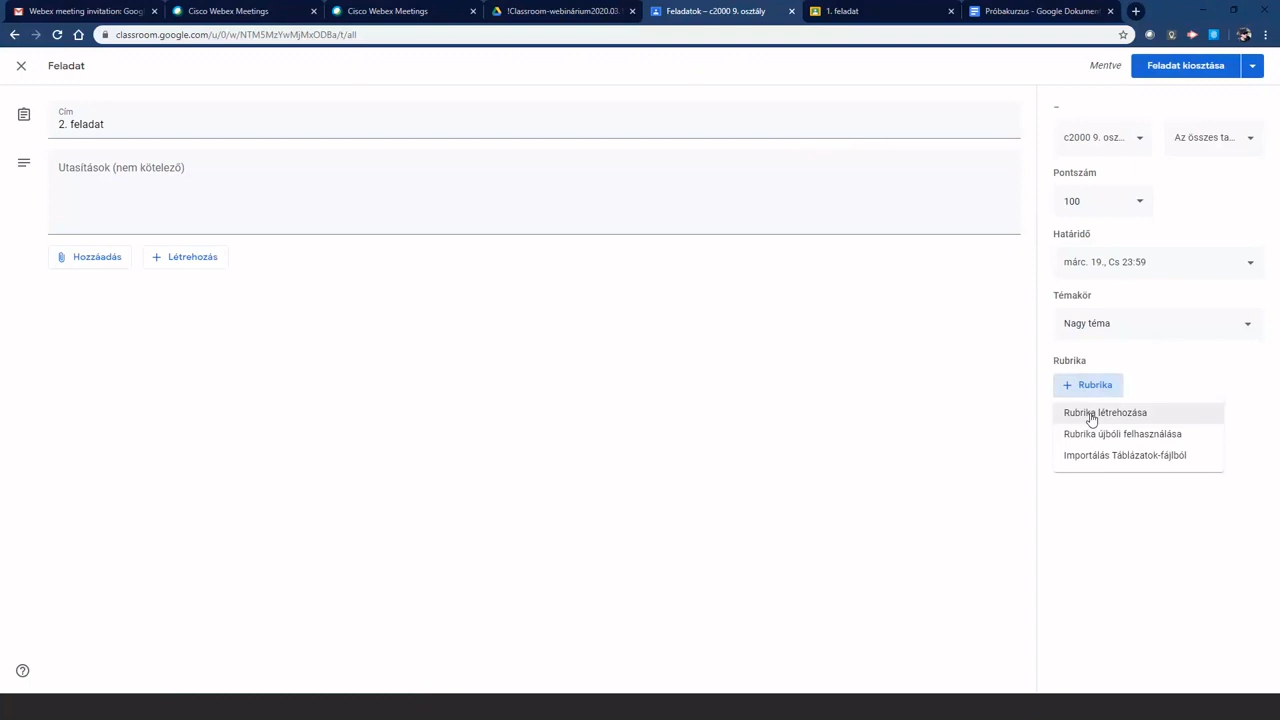 Webex meeting invitation: Goog
Cisco Webex Meetings
Cisco Webex Meetings
!Classroom-webinárium2020.03.
Feladatok – c2000 9. osztály
1. feladat
Próbakurzus - Google Dokument
classroom.google.com/u/0/w/NTM5MzYwMjMxODBa/t/all
Feladat
Mentve
Feladat kiosztása
Cím
2. feladat
Utasítások (nem kötelező)
Hozzáadás
Létrehozás
c2000 9. osz...
Az összes ta...
Pontszám
100
Határidő
márc. 19., Cs 23:59
Témakör
Nagy téma
Rubrika
+ Rubrika
Rubrika létrehozása
Rubrika újbóli felhasználása
Importálás Táblázatok-fájlból